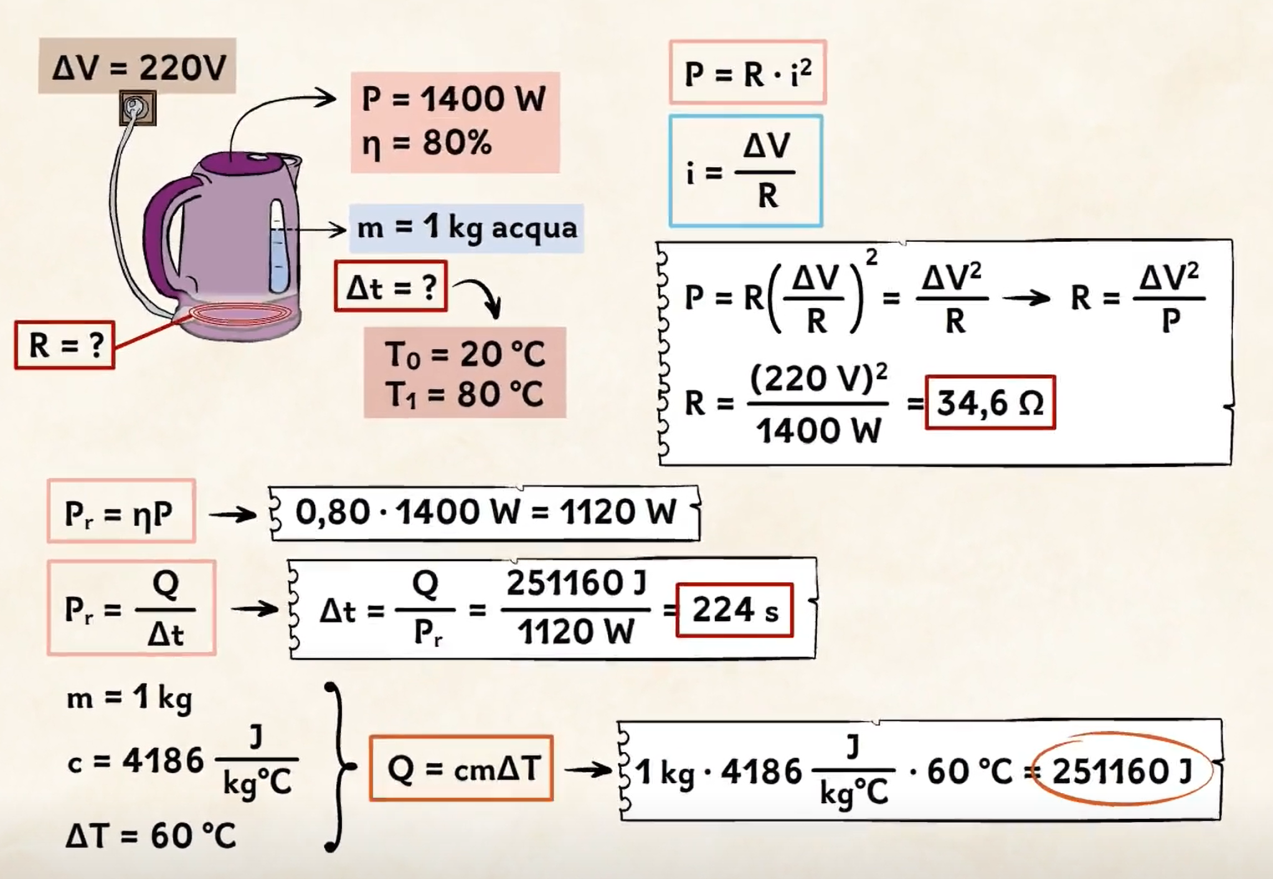 ΔV = 220V
P = 1400 W
η = 80%
m = 1 kg acqua
Δt = ?
T₀ = 20 °C
T₁ = 80 °C
R = ?
P = R · i²
i = ΔV/R
P = R(ΔV/R)² = ΔV²/R → R = ΔV²/P
R = (220 V)²/1400 W = 34,6 Ω
Pᵣ = ηP → 0,80 · 1400 W = 1120 W
Pᵣ = Q/Δt → Δt = Q/Pᵣ = 251160 J/1120 W = 224 s
m = 1 kg
c = 4186 J/kg°C
ΔT = 60 °C
Q = cmΔT → 1 kg · 4186 J/kg°C · 60 °C = 251160 J